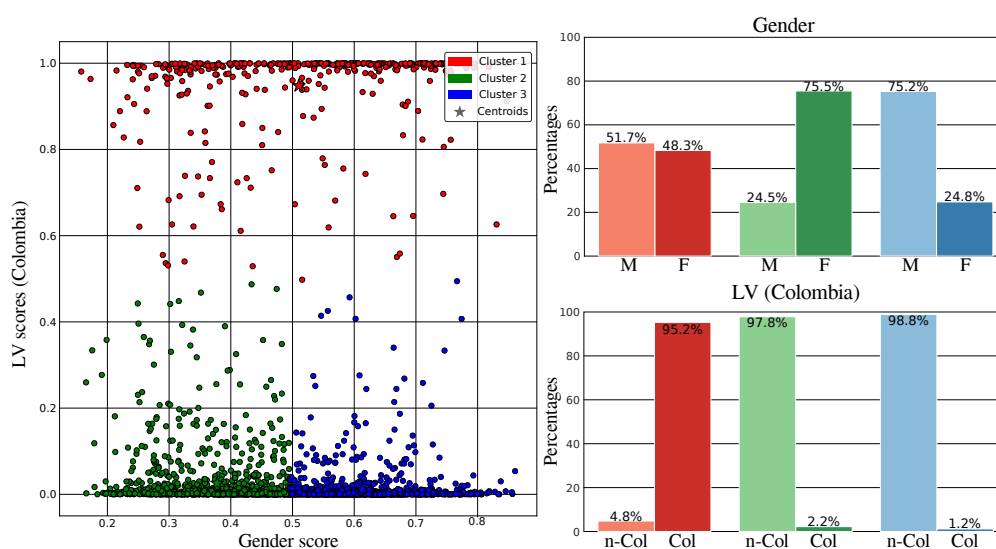 Cluster 1
Cluster 2
Cluster 3
Centroids
LV scores (Colombia)
1.0
0.8
0.6
0.4
0.2
0.0
0.2 0.3 0.4 0.5 0.6 0.7 0.8
Gender score
Gender
Percentages
100
80
60
40
20
0
51.7% 48.3% 24.5% 75.5% 75.2% 24.8%
M F M F M F
LV (Colombia)
Percentages
100
80
60
40
20
0
4.8% 95.2% 97.8% 2.2% 98.8% 1.2%
n-Col Col n-Col Col n-Col Col